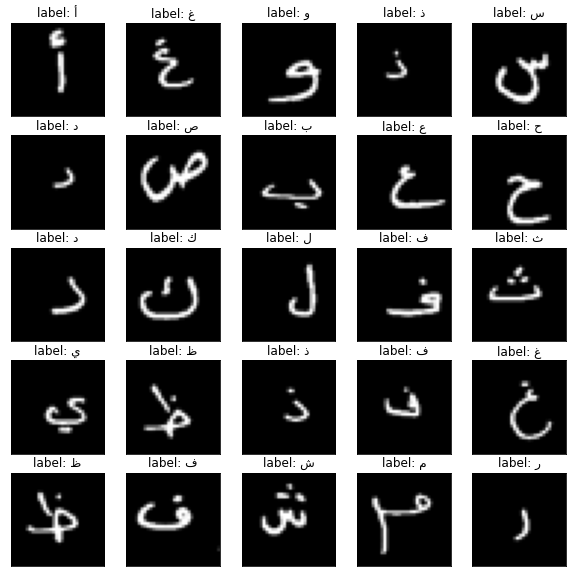 label: أ label: غ label: و label: ذ label: س
أ غ و ذ س
label: د label: ص label: ب label: ع label: ح
د ص ب ع ح
label: د label: ك label: ل label: ف label: ث
د ك ل ف ث
label: ي label: ظ label: ذ label: ف label: غ
ي ظ ذ ف غ
label: ظ label: ف label: ش label: م label: ر
ظ ف ش م ر